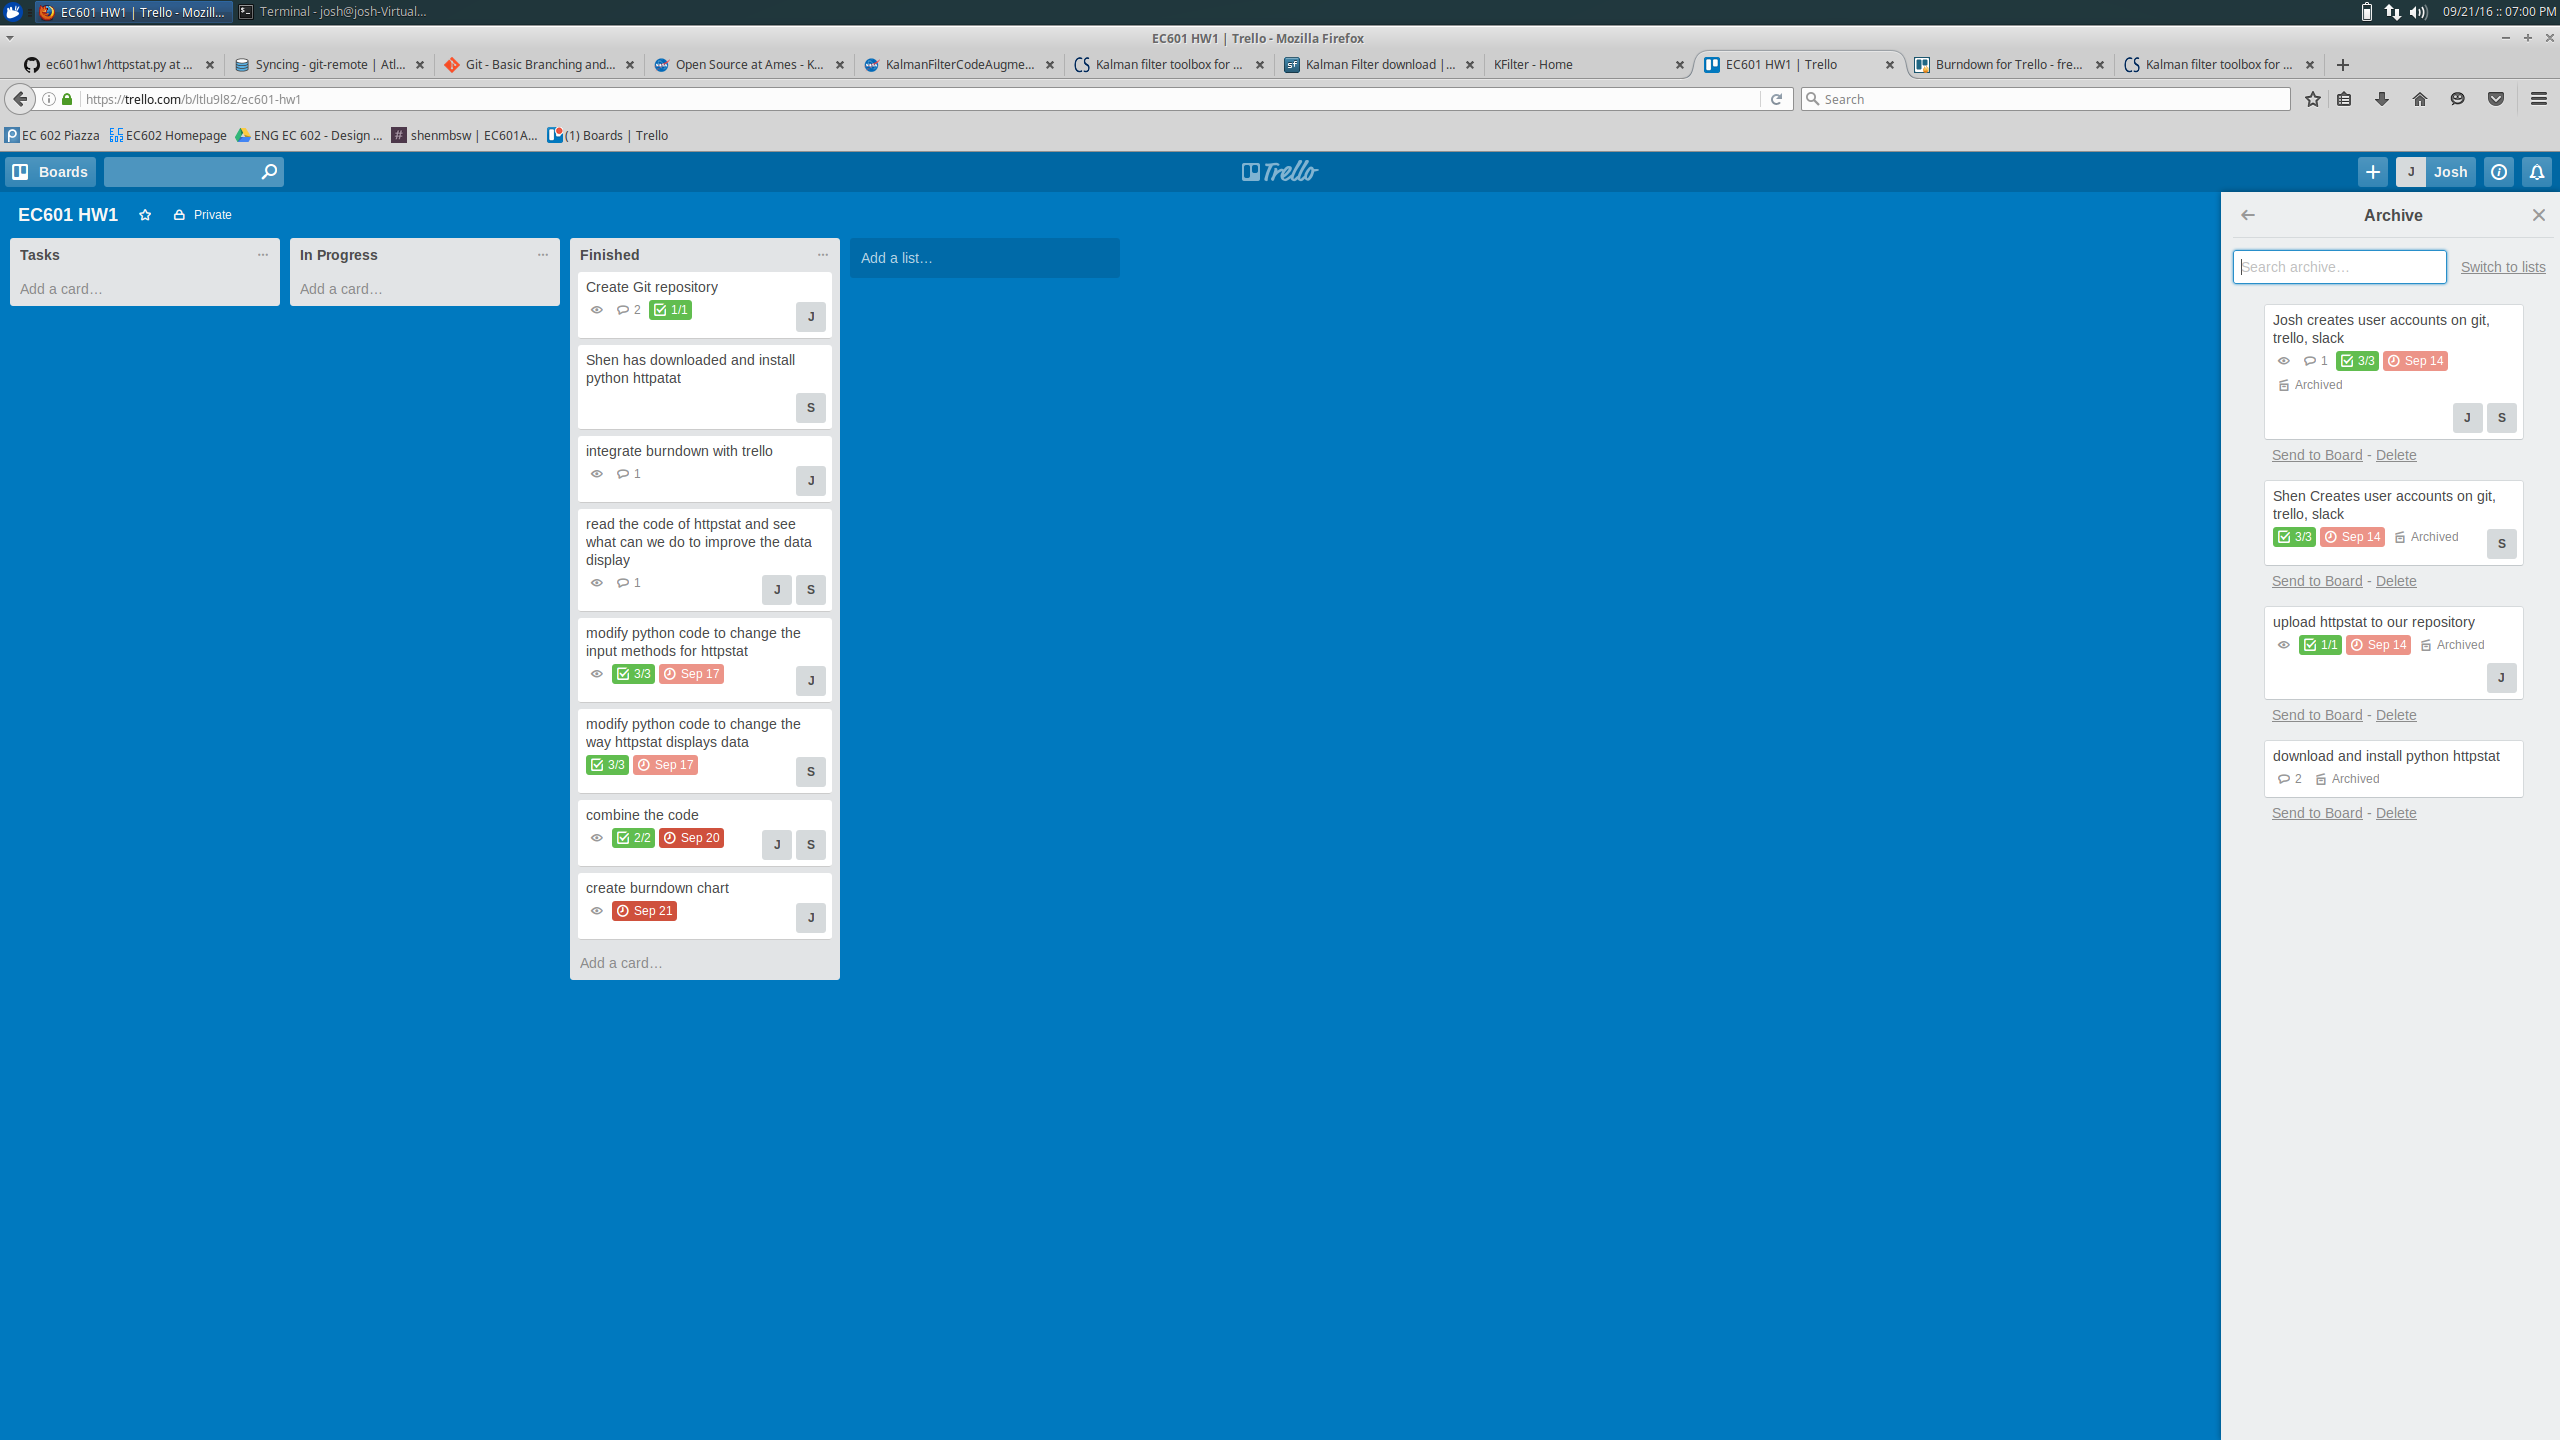 EC601 HW1 | Trello - Mozill...
Terminal - josh@josh-Virtual...
09/21/16 :: 07:00 PM
EC601 HW1 | Trello - Mozilla Firefox
ec601hw1/httpstat.py at ...
Syncing - git-remote | Atl...
Git - Basic Branching and...
Open Source at Ames - K...
KalmanFilterCodeAugme...
Kalman filter toolbox for ...
Kalman Filter download | ...
KFilter - Home
EC601 HW1 | Trello
Burndown for Trello - fre...
Kalman filter toolbox for ...
https://trello.com/b/ltlu9l82/ec601-hw1
Search
EC 602 Piazza
EC602 Homepage
ENG EC 602 - Design ...
shenmbsw | EC601A...
(1) Boards | Trello
Boards
Trello
J
Josh
EC601 HW1
Private
Tasks
Add a card…
In Progress
Add a card…
Finished
Create Git repository
2
1/1
J
Shen has downloaded and install
python httpatat
S
integrate burndown with trello
1
J
read the code of httpstat and see
what can we do to improve the data
display
1
J S
modify python code to change the
input methods for httpstat
3/3 Sep 17
J
modify python code to change the
way httpstat displays data
3/3 Sep 17
S
combine the code
2/2 Sep 20
J S
create burndown chart
Sep 21
J
Add a card…
Add a list…
Archive
Search archive…
Switch to lists
Josh creates user accounts on git,
trello, slack
1 3/3 Sep 14
Archived
J S
Send to Board - Delete
Shen Creates user accounts on git,
trello, slack
3/3 Sep 14 Archived
S
Send to Board - Delete
upload httpstat to our repository
1/1 Sep 14 Archived
J
Send to Board - Delete
download and install python httpstat
2 Archived
Send to Board - Delete